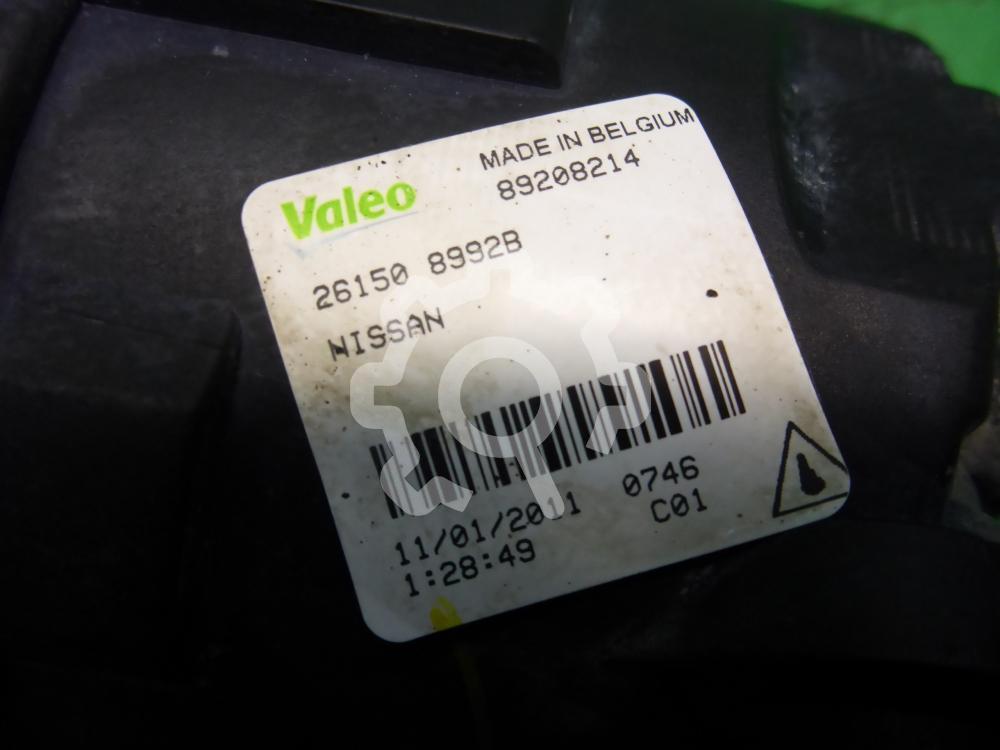 MADE IN BELGIUM
Valeo 89208214
26150 8992B
NISSAN
11/01/2011 0746
1:28:49 C01